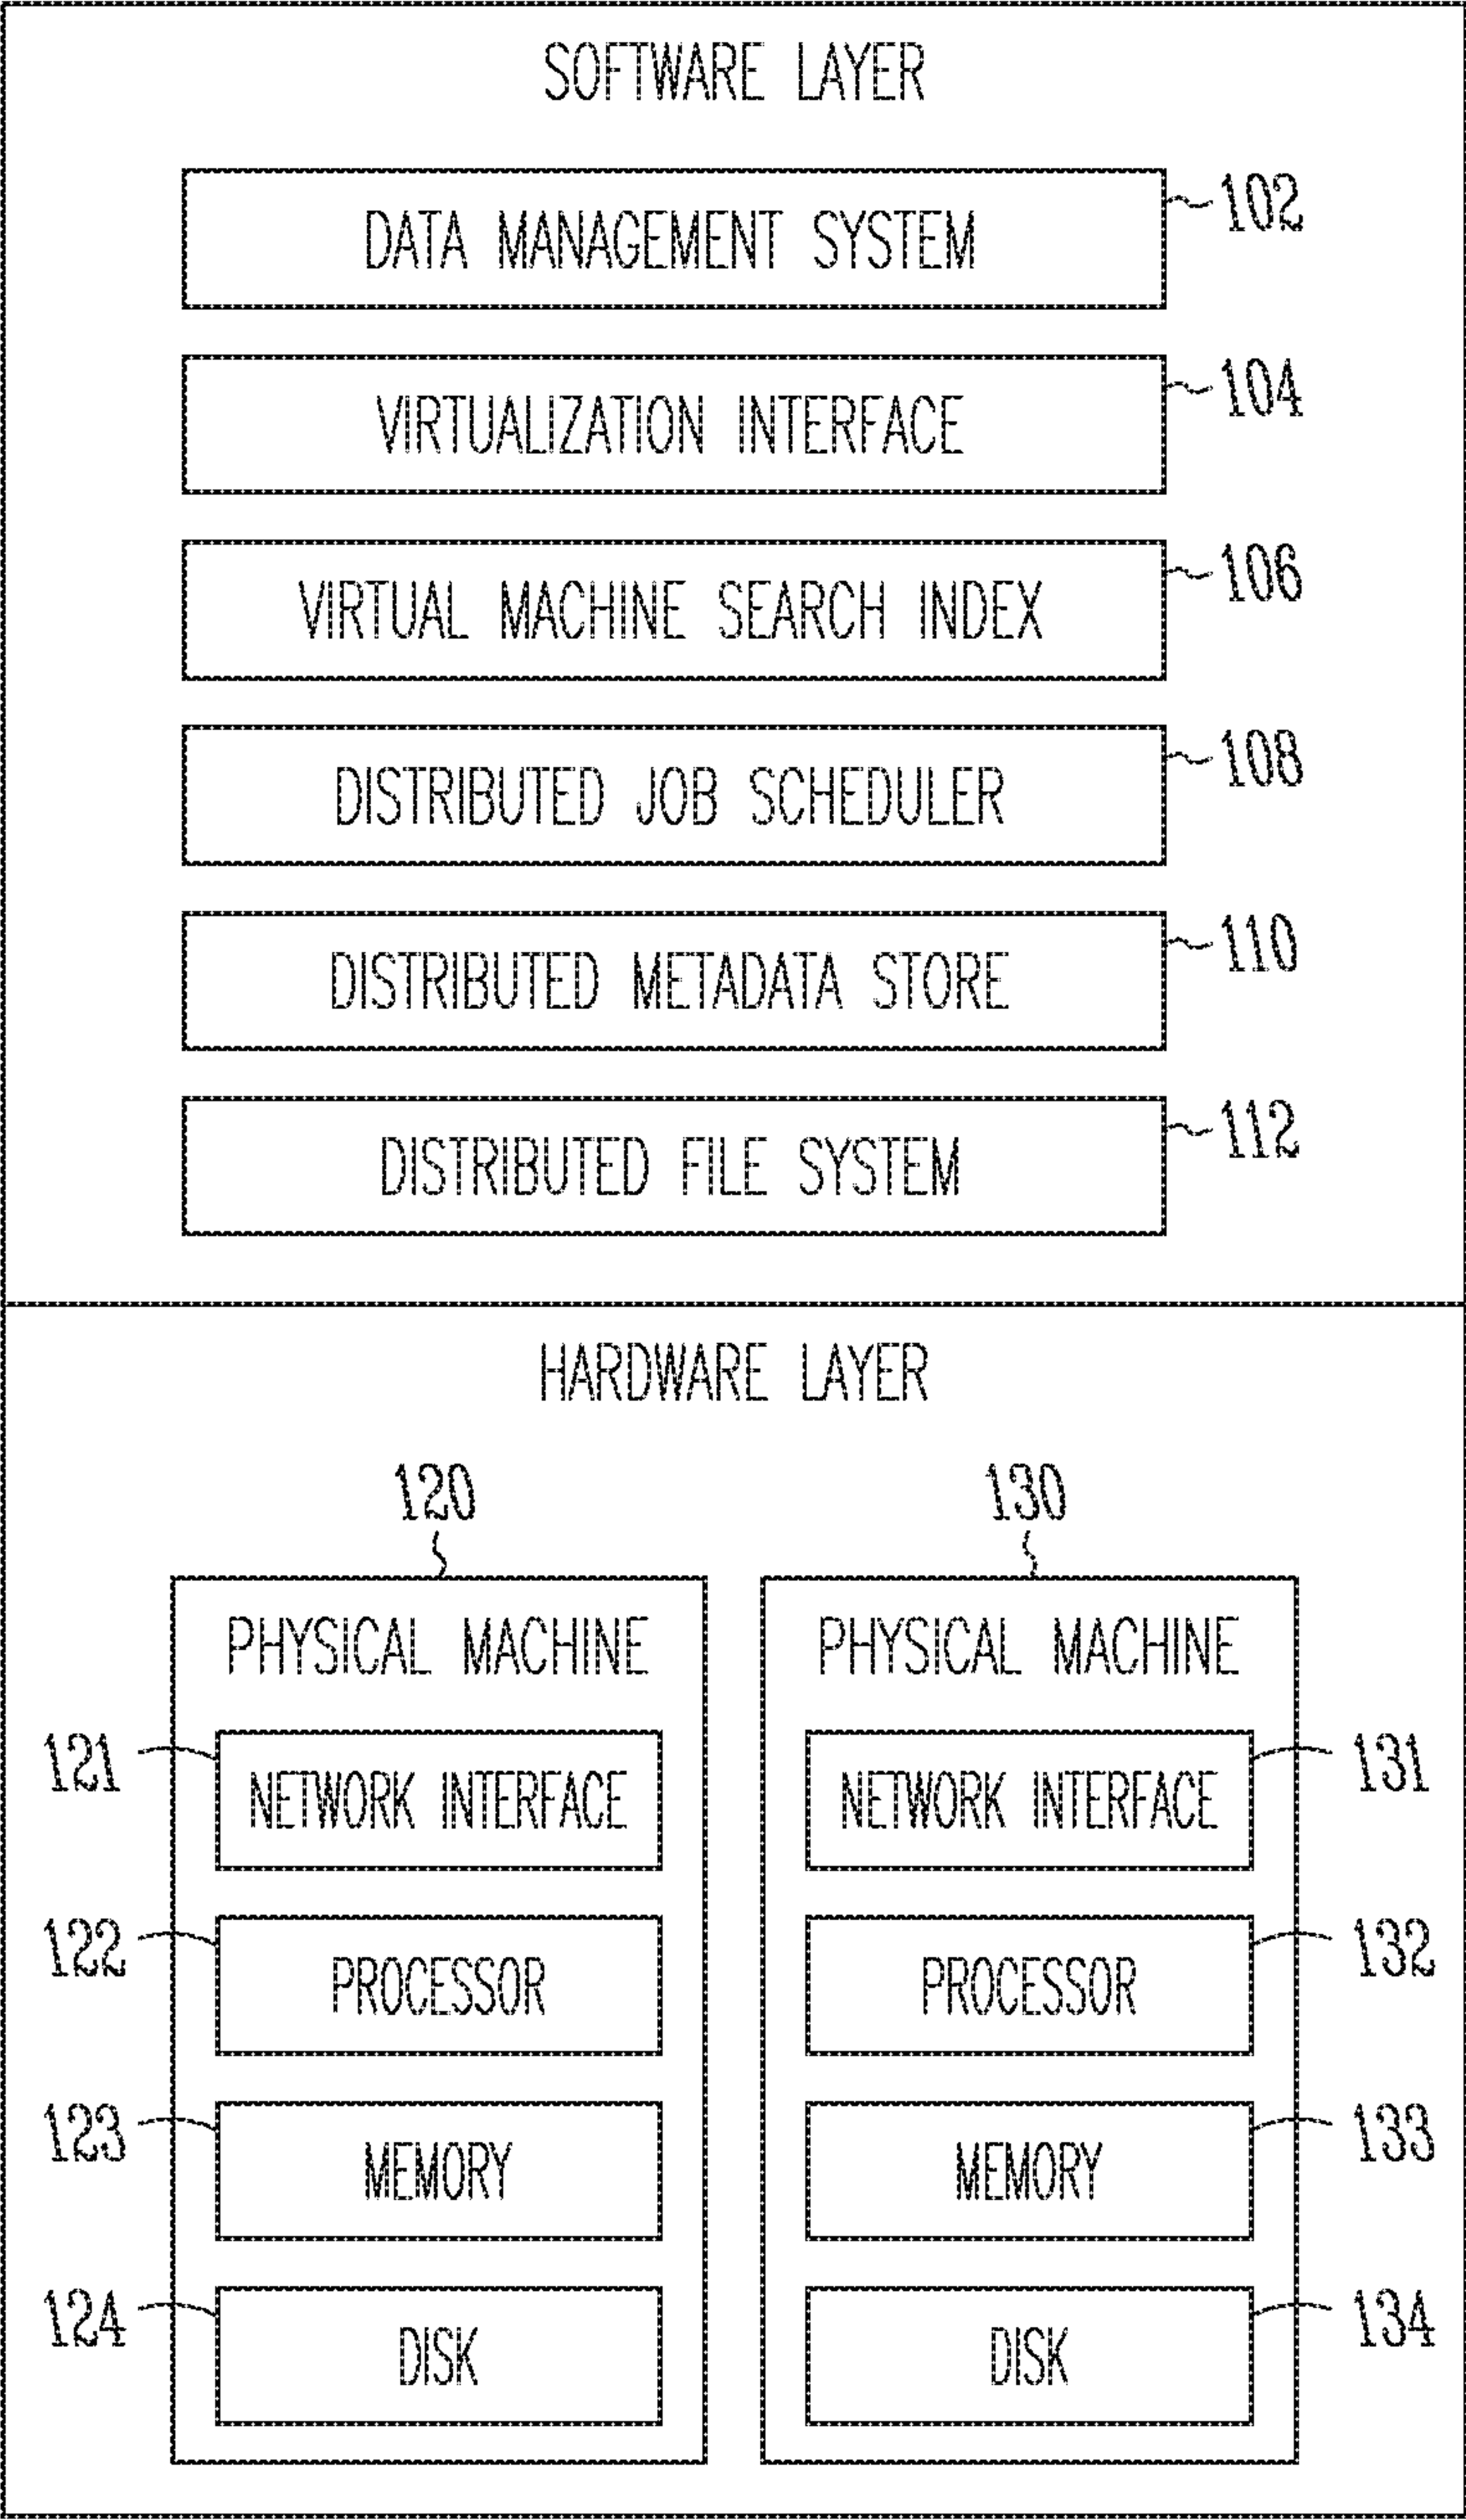 SOFTWARE LAYER
DATA MANAGEMENT SYSTEM
102
VIRTUALIZATION INTERFACE
104
VIRTUAL MACHINE SEARCH INDEX
106
DISTRIBUTED JOB SCHEDULER
108
DISTRIBUTED METADATA STORE
110
DISTRIBUTED FILE SYSTEM
112
HARDWARE LAYER
120
PHYSICAL MACHINE
121
NETWORK INTERFACE
122
PROCESSOR
123
MEMORY
124
DISK
130
PHYSICAL MACHINE
NETWORK INTERFACE
131
PROCESSOR
132
MEMORY
133
DISK
134